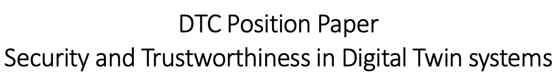 DTC Position Paper
Security and Trustworthiness in Digital Twin systems